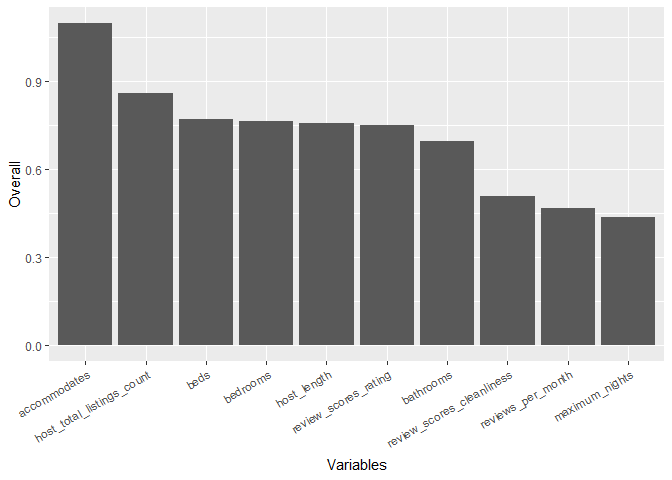 Overall
0.9
0.6
0.3
0.0
accommodates
host_total_listings_count
beds
bedrooms
host_length
review_scores_rating
bathrooms
review_scores_cleanliness
reviews_per_month
maximum_nights
Variables